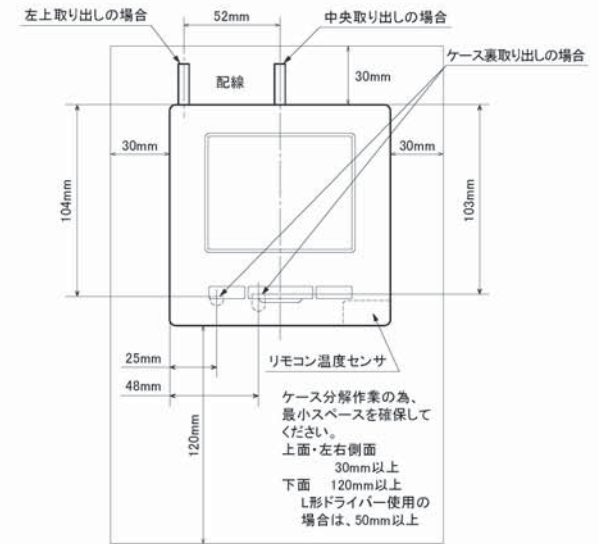 左上取り出しの場合
52mm
中央取り出しの場合
ケース裏取り出しの場合
配線
30mm
30mm
30mm
104mm
103mm
25mm
48mm
120mm
リモコン温度センサ
ケース分解作業の為、
最小スペースを確保して
ください。
上面・左右側面
30mm以上
下面 120mm以上
L形ドライバー使用の
場合は、50mm以上